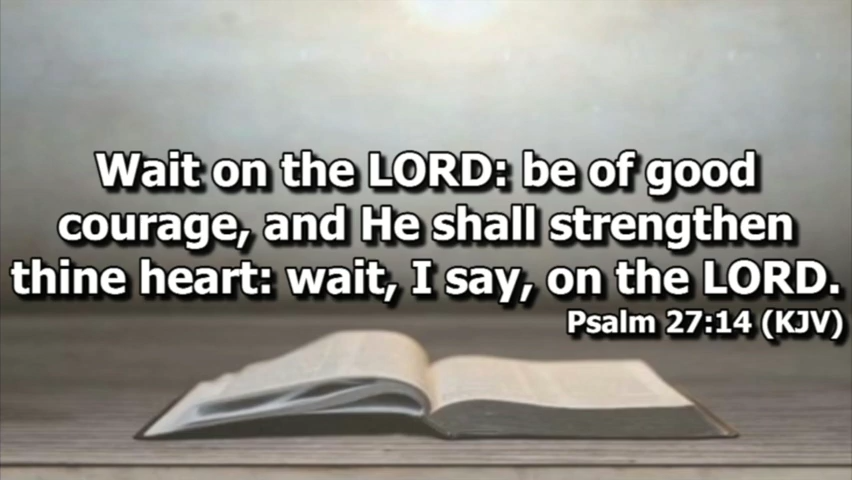 Wait on the LORD: be of good
courage, and He shall strengthen
thine heart: wait, I say, on the LORD.
Psalm 27:14 (KJV)